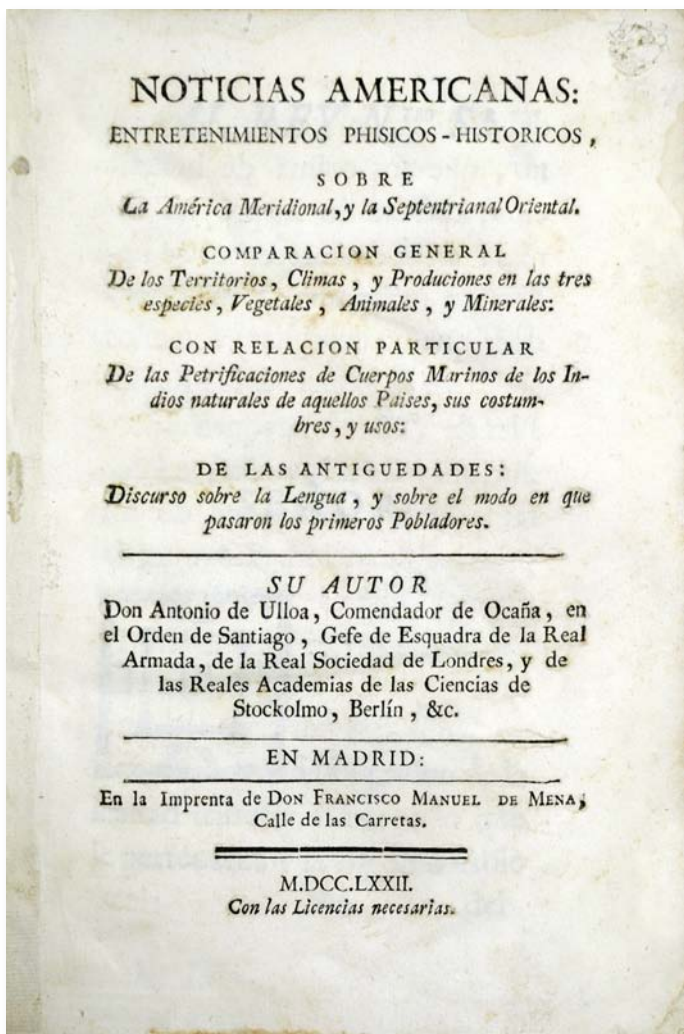 NOTICIAS AMERICANAS:
ENTRETENIMIENTOS PHISICOS-HISTORICOS,
SOBRE
La América Meridional, y la Septentrianal Oriental.
COMPARACION GENERAL
De los Territorios, Climas, y Produciones en las tres
especies, Vegetales, Animales, y Minerales:
CON RELACION PARTICULAR
De las Petrificaciones de Cuerpos Marinos de los In-
dios naturales de aquellos Paises, sus costum-
bres, y usos:
DE LAS ANTIGUEDADES:
Discurso sobre la Lengua, y sobre el modo en que
pasaron los primeros Pobladores.
SU AUTOR
Don Antonio de Ulloa, Comendador de Ocaña, en
el Orden de Santiago, Gefe de Esquadra de la Real
Armada, de la Real Sociedad de Londres, y de
las Reales Academias de las Ciencias de
Stockolmo, Berlín, &c.
EN MADRID:
En la Imprenta de DON FRANCISCO MANUEL DE MENA,
Calle de las Carretas.
M.DCC.LXXII.
Con las Licencias necesarias.